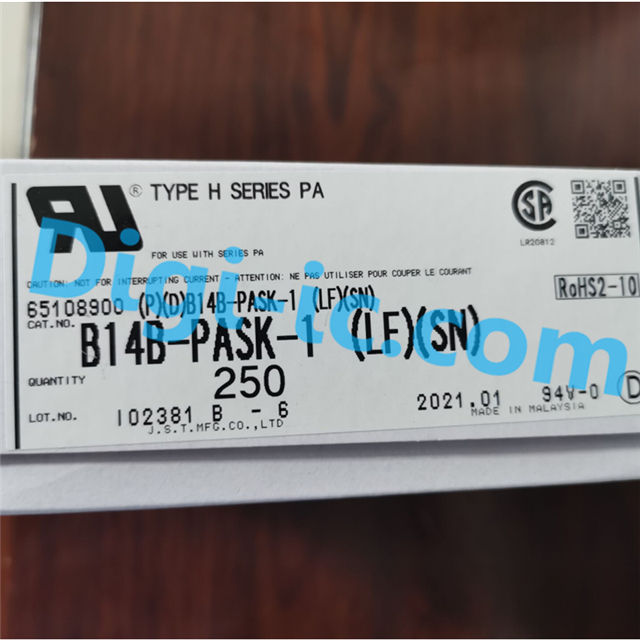 ® TYPE H SERIES PA
FOR USE WITH SERIES PA
LR20812
CAUTION: NOT FOR INTERRUPTING CURRENT - ATTENTION: NE PAS UTILISER POUR COUPER LE COURANT
65108900 (P)(D)B14B-PASK-1 (LF)(SN)
RoHS2-10
CAT.NO. B14B-PASK-1 (LF)(SN)
QUANTITY 250
LOT.NO. I02381 B - 6 2021.01 94V-0 D
J.S.T.MFG.CO.,LTD MADE IN MALAYSIA
Digi-ic.com